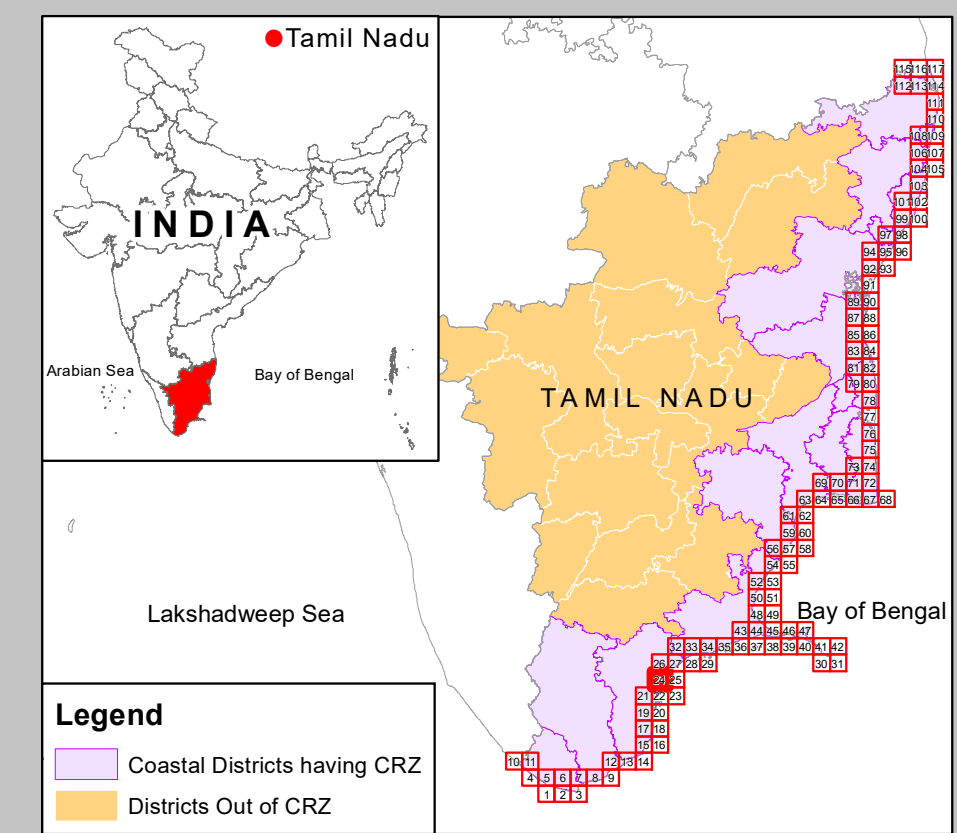 Tamil Nadu
INDIA
Arabian Sea
Bay of Bengal
115 116 117
112 113 114
111
110
108 109
106 107
104 105
103
101 102
99 100
97 98
94 95 96
92 93
91
89 90
87 88
85 86
83 84
81 82
79 80
TAMIL NADU
78
77
76
75
73 74
69 70 71 72
63 64 65 66 67 68
61 62
59 60
56 57 58
54 55
52 53
50 51
48 49
Lakshadweep Sea
Bay of Bengal
43 44 45 46 47
32 33 34 35 36 37 38 39 40 41 42
26 27 28 29 30 31
24 25
21 22 23
19 20
17 18
15 16
10 11 12 13 14
4 5 6 7 8 9
1 2 3
Legend
Coastal Districts having CRZ
Districts Out of CRZ